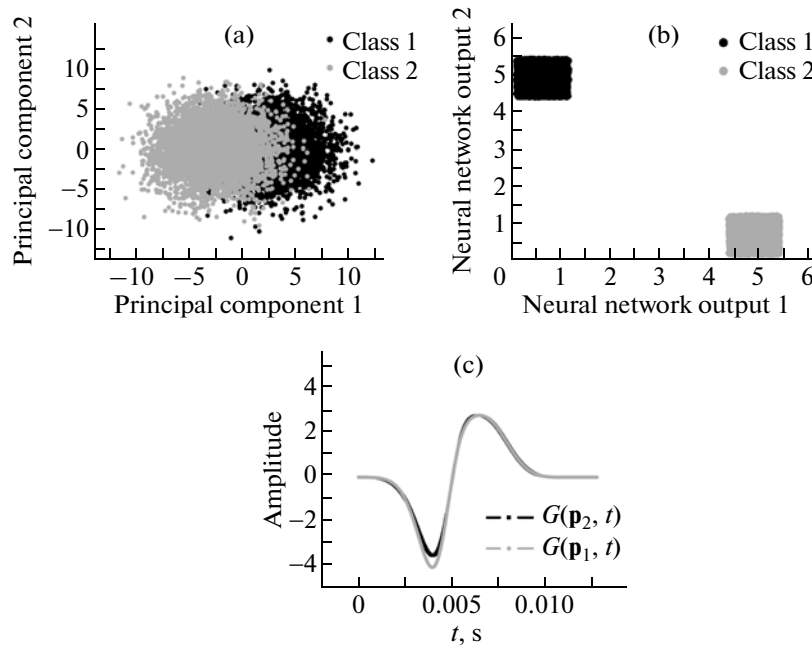 (a)
Class 1
Class 2
Principal component 2
10
5
0
−5
−10
−10 −5 0 5 10
Principal component 1
(b)
Class 1
Class 2
Neural network output 2
6
5
4
3
2
1
0 1 2 3 4 5 6
Neural network output 1
(c)
Amplitude
4
2
0
−2
−4
G(p2, t)
G(p1, t)
0 0.005 0.010
t, s